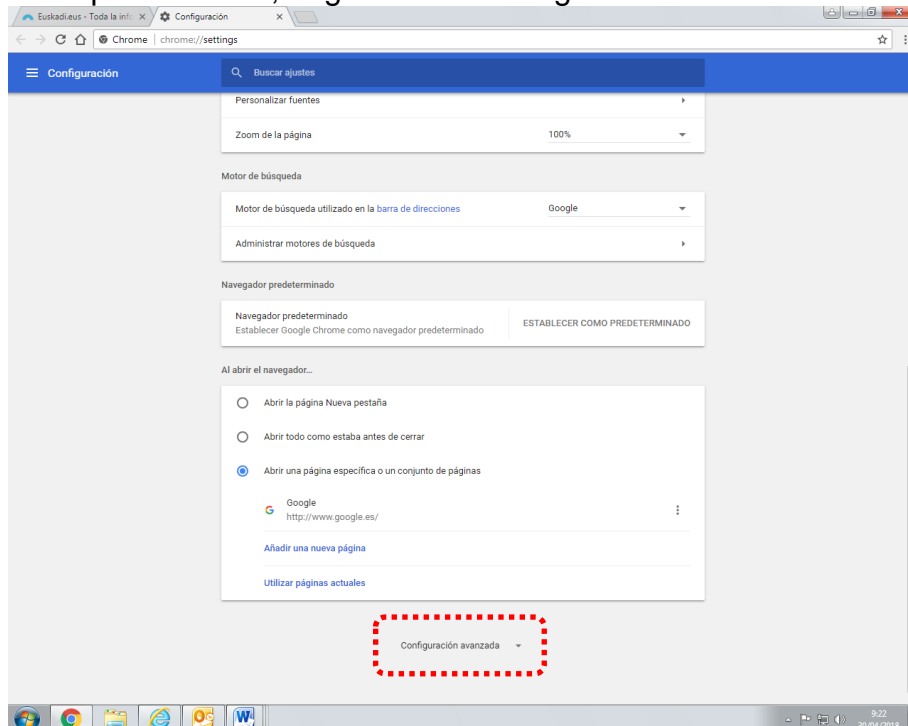 Euskadi.eus - Toda la info
Configuración
Chrome chrome://settings
Configuración
Buscar ajustes
Personalizar fuentes
Zoom de la página 100%
Motor de búsqueda
Motor de búsqueda utilizado en la barra de direcciones Google
Administrar motores de búsqueda
Navegador predeterminado
Navegador predeterminado
Establecer Google Chrome como navegador predeterminado
ESTABLECER COMO PREDETERMINADO
Al abrir el navegador...
Abrir la página Nueva pestaña
Abrir todo como estaba antes de cerrar
Abrir una página específica o un conjunto de páginas
Google
http://www.google.es/
Añadir una nueva página
Utilizar páginas actuales
Configuración avanzada
9:22